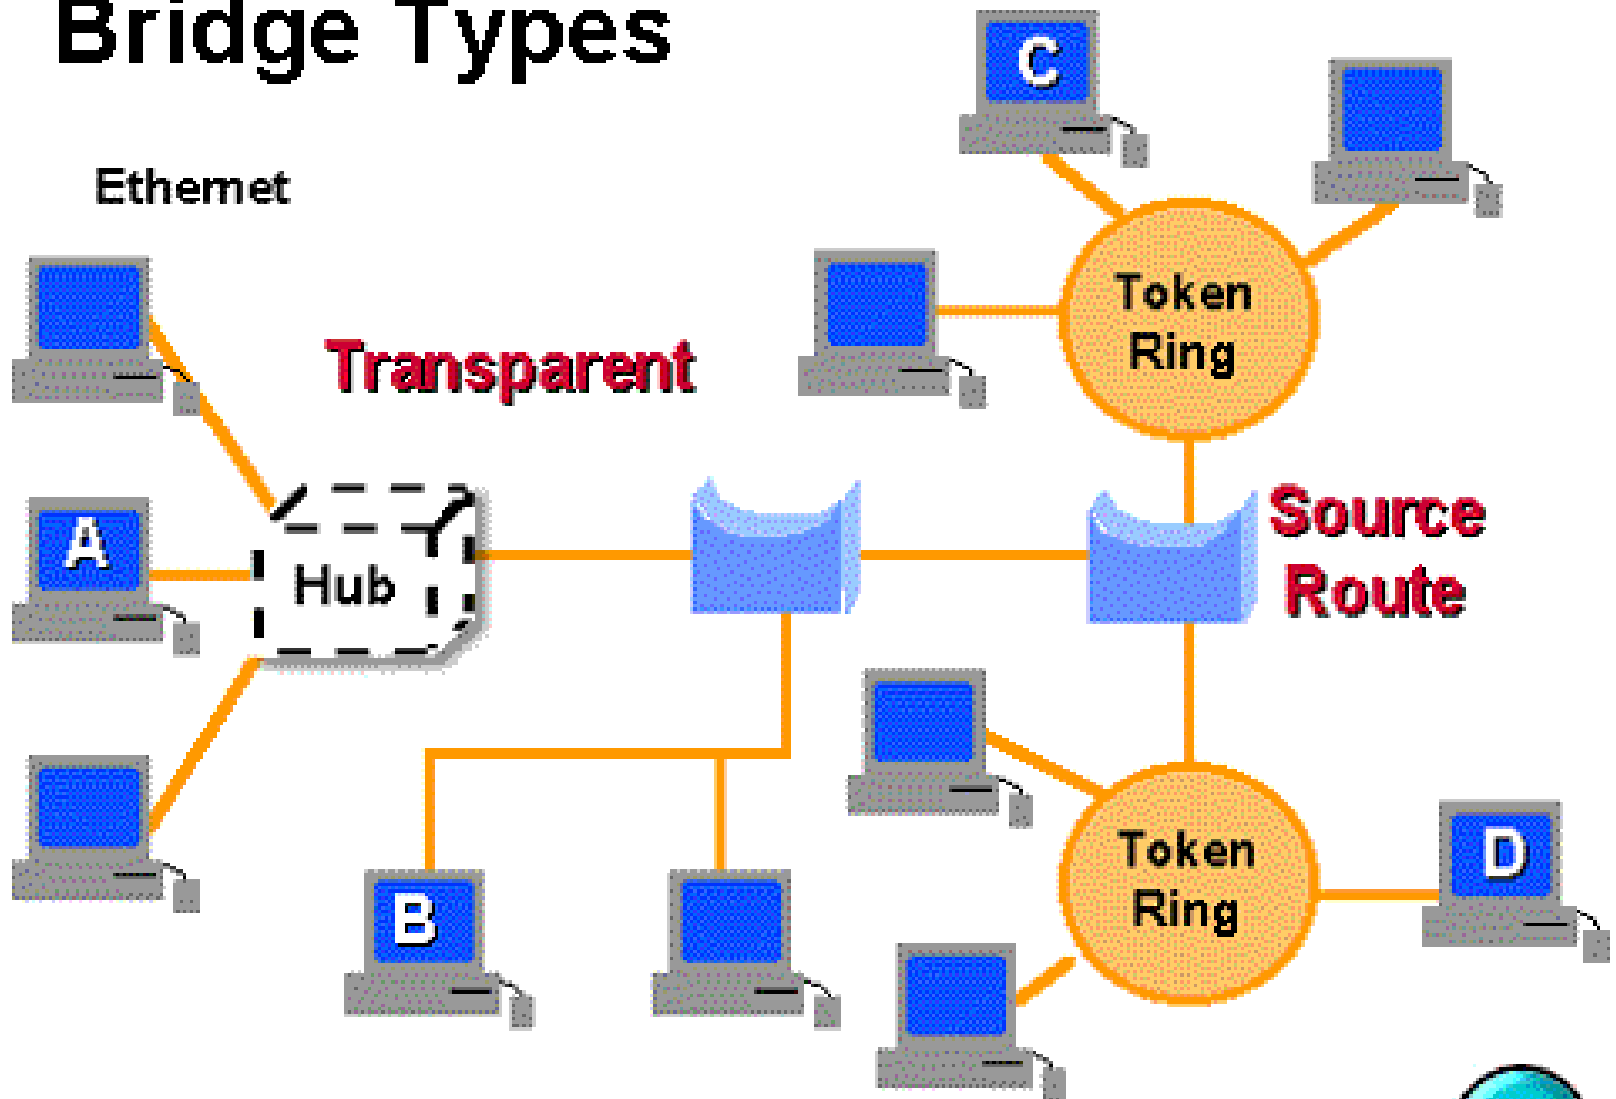 Bridge Types
Ethernet
C
Token
Ring
Transparent
A
Hub
Source
Route
B
Token
Ring
D